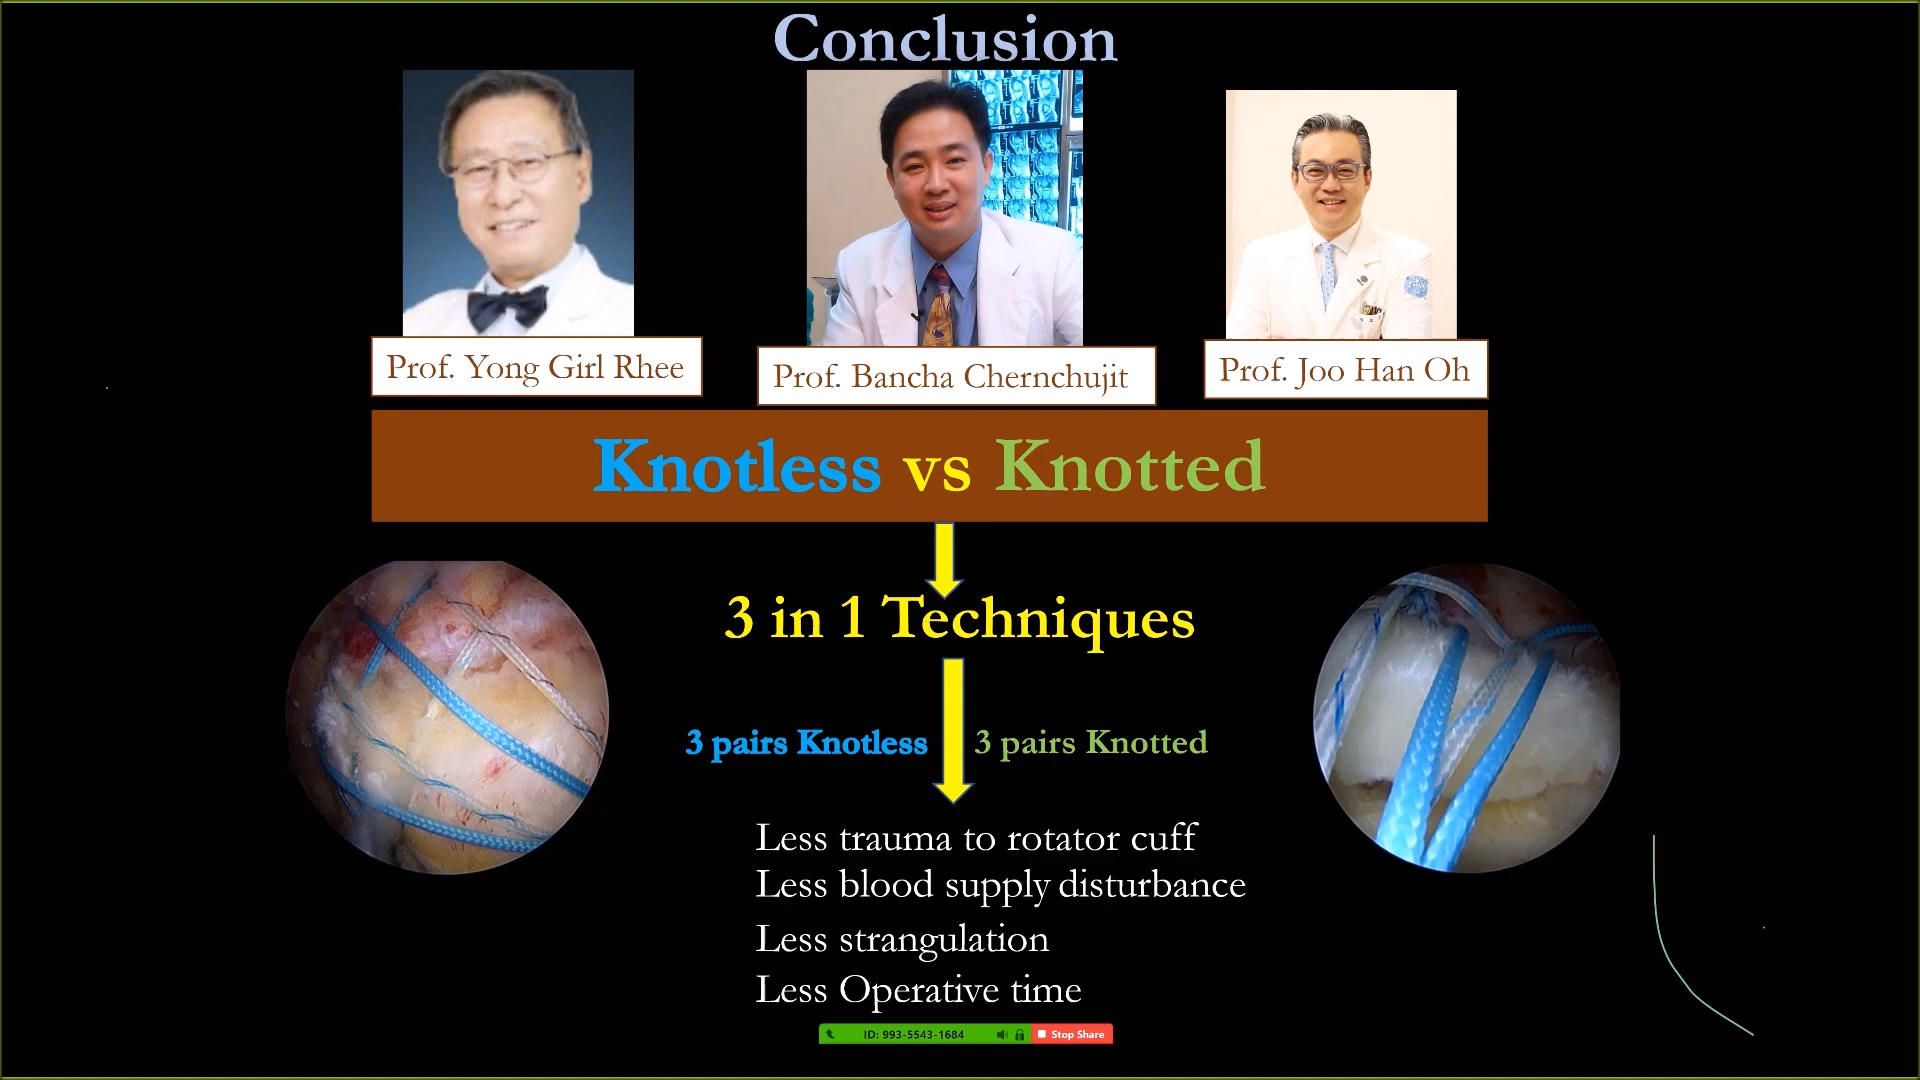 Conclusion
Prof. Yong Girl Rhee
Prof. Bancha Chernchujit
Prof. Joo Han Oh
Knotless vs Knotted
3 in 1 Techniques
3 pairs Knotless
3 pairs Knotted
Less trauma to rotator cuff
Less blood supply disturbance
Less strangulation
Less Operative time
ID: 993-5543-1684
Stop Share